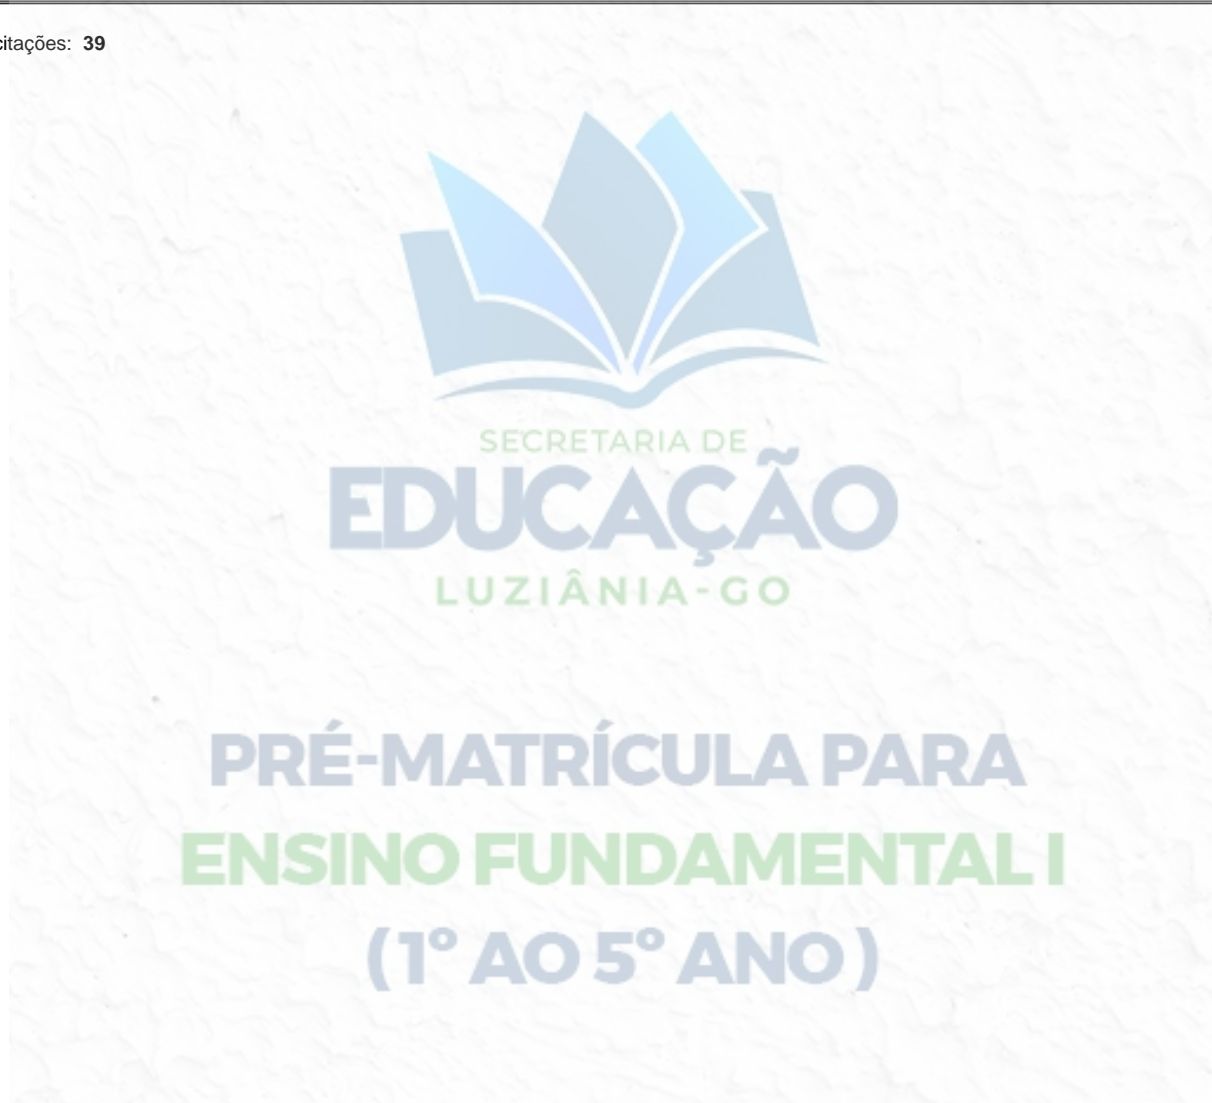 citações: 39
SECRETARIA DE
EDUCAÇÃO
LUZIÂNIA-GO
PRÉ-MATRÍCULA PARA
ENSINO FUNDAMENTAL I
(1º AO 5º ANO)